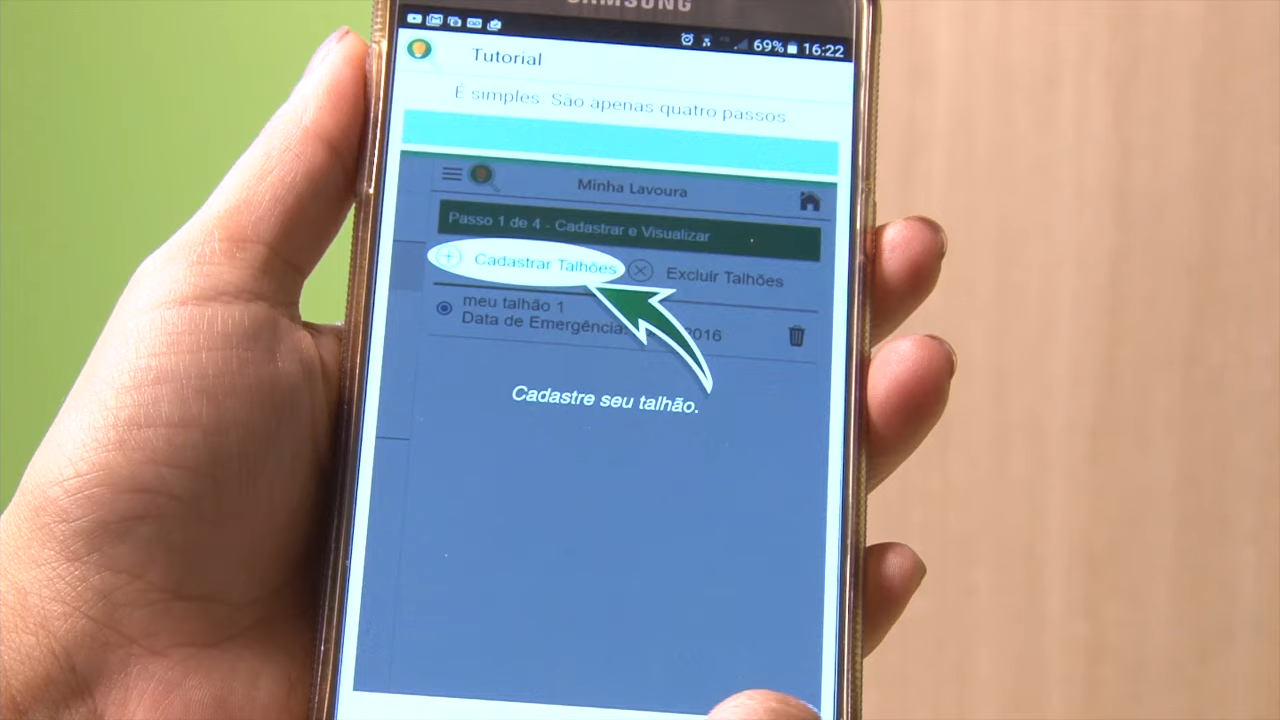 SAMSUNG
69% 16:22
Tutorial
É simples. São apenas quatro passos.
Minha Lavoura
Passo 1 de 4 - Cadastrar e Visualizar
Cadastrar Talhões Excluir Talhões
meu talhão 1
Data de Emergência: 2016
Cadastre seu talhão.